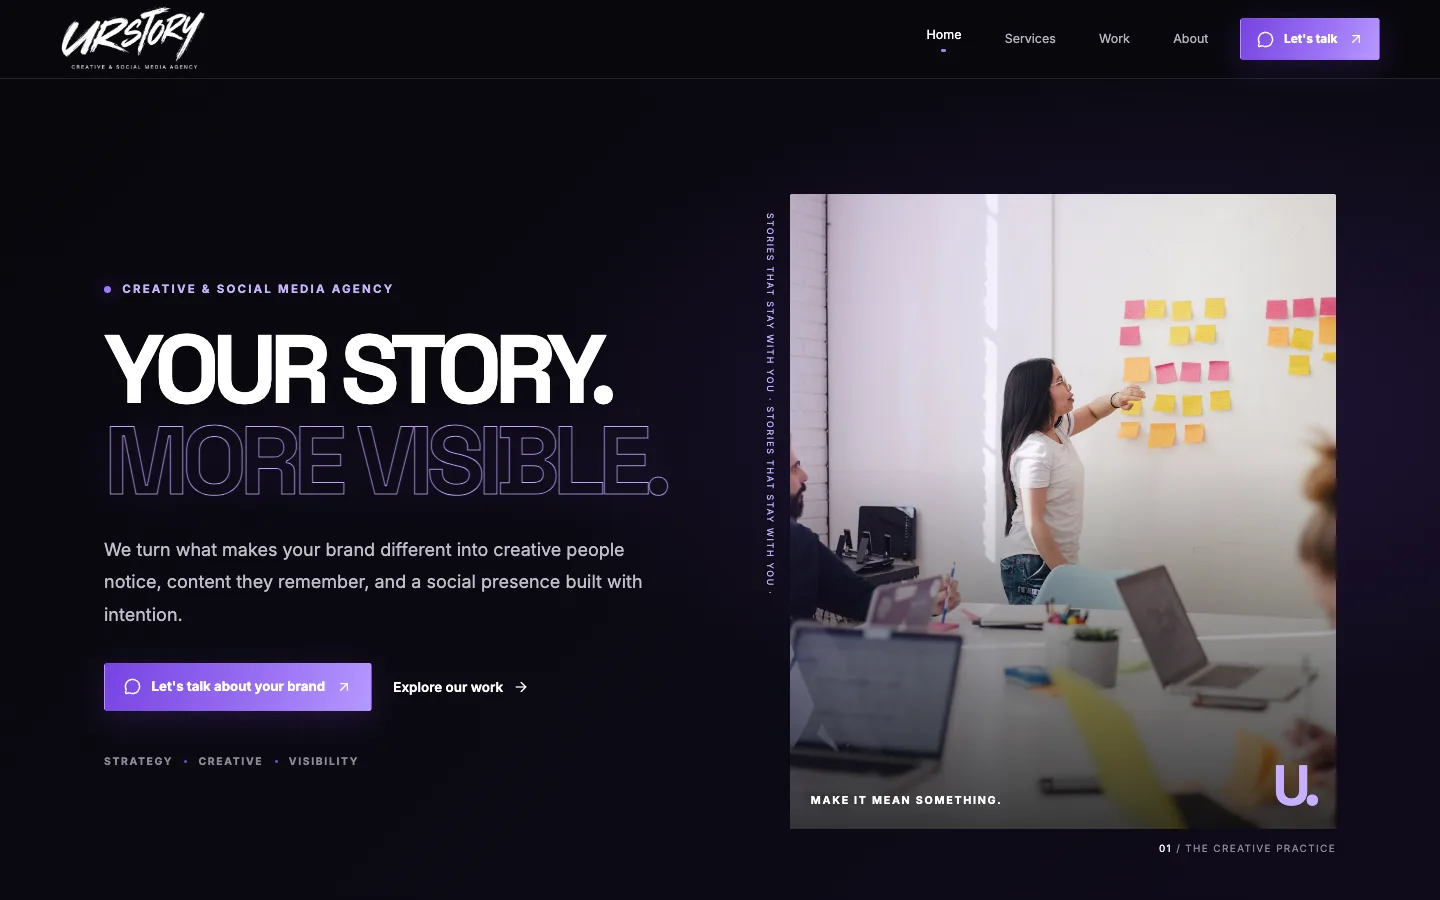 URSTORY
CREATIVE & SOCIAL MEDIA AGENCY
Home
Services
Work
About
Let's talk
CREATIVE & SOCIAL MEDIA AGENCY
YOUR STORY.
MORE VISIBLE.
We turn what makes your brand different into creative people
notice, content they remember, and a social presence built with
intention.
Let's talk about your brand
Explore our work
STRATEGY • CREATIVE • VISIBILITY
STORIES THAT STAY WITH YOU · STORIES THAT STAY WITH YOU ·
MAKE IT MEAN SOMETHING.
U.
01 / THE CREATIVE PRACTICE